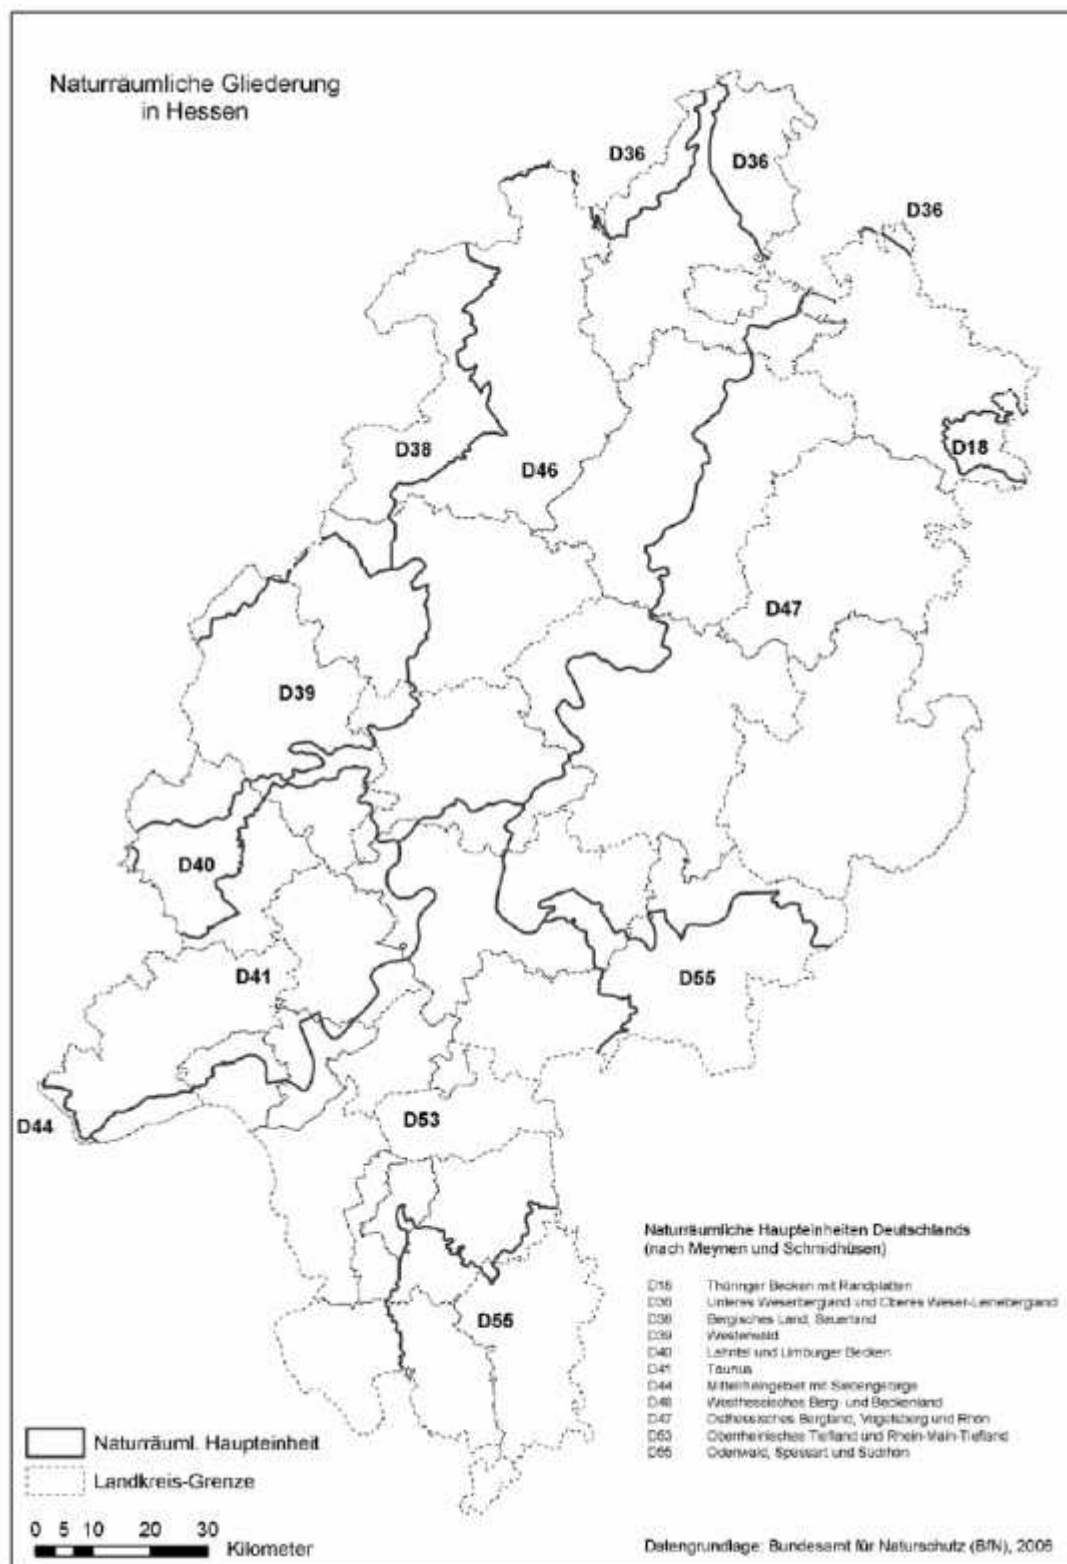 Naturräumliche Gliederung
in Hessen
D36
D36
D36
D38
D46
D18
D47
D39
D40
D41
D55
D44
D53
D55
Naturräumliche Haupteinheiten Deutschlands
(nach Meynen und Schmidhüsen)
D18 Thüringer Becken mit Randplatten
D36 Unteres Weserbergland und Oberes Weser-Leinebergland
D38 Bergisches Land, Sauerland
D39 Westerwald
D40 Lahntal und Limburger Becken
D41 Taunus
D44 Mittelrheingebiet mit Siebengebirge
D46 Westhessisches Berg- und Beckenland
D47 Osthessisches Bergland, Vogelsberg und Rhön
D53 Oberrheinisches Tiefland und Rhein-Main-Tiefland
D55 Odenwald, Spessart und Südrhön
Naturräuml. Haupteinheit
Landkreis-Grenze
0 5 10 20 30
Kilometer
Datengrundlage: Bundesamt für Naturschutz (BfN), 2006